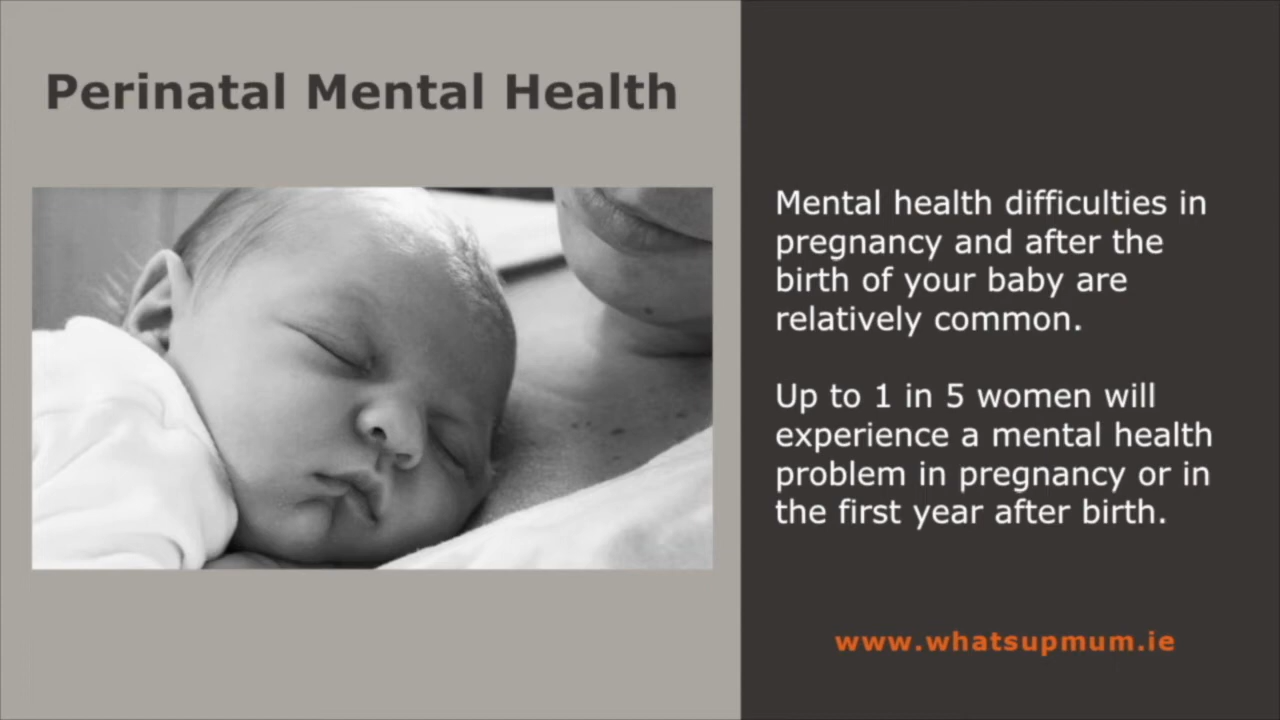 Perinatal Mental Health
Mental health difficulties in
pregnancy and after the
birth of your baby are
relatively common.
Up to 1 in 5 women will
experience a mental health
problem in pregnancy or in
the first year after birth.
www.whatsupmum.ie